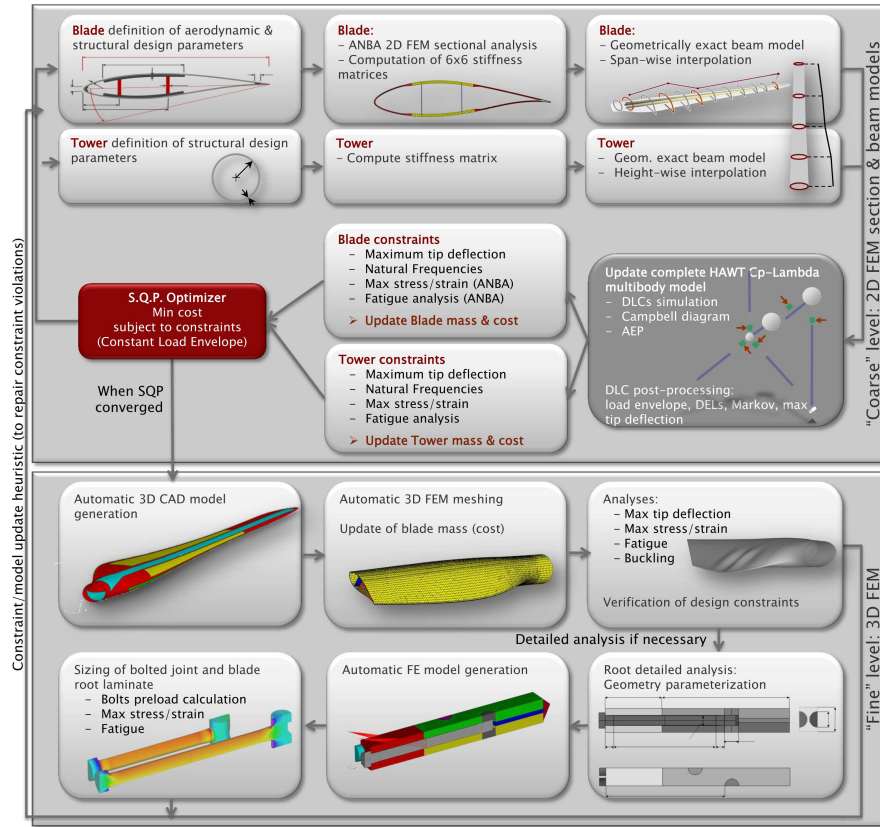 Blade definition of aerodynamic &
structural design parameters
Blade:
- ANBA 2D FEM sectional analysis
- Computation of 6x6 stiffness
matrices
Blade:
- Geometrically exact beam model
- Span-wise interpolation
Tower definition of structural design
parameters
Tower
- Compute stiffness matrix
Tower
- Geom. exact beam model
- Height-wise interpolation
"Coarse" level: 2D FEM section & beam models
Blade constraints
- Maximum tip deflection
- Natural Frequencies
- Max stress/strain (ANBA)
- Fatigue analysis (ANBA)
➢ Update Blade mass & cost
S.Q.P. Optimizer
Min cost
subject to constraints
(Constant Load Envelope)
Update complete HAWT Cp-Lambda
multibody model
- DLCs simulation
- Campbell diagram
- AEP
DLC post-processing:
load envelope, DELs, Markov, max
tip deflection
Tower constraints
- Maximum tip deflection
- Natural Frequencies
- Max stress/strain
- Fatigue analysis
➢ Update Tower mass & cost
When SQP
converged
Constraint/model update heuristic (to repair constraint violations)
Automatic 3D CAD model
generation
Automatic 3D FEM meshing
Update of blade mass (cost)
Analyses:
- Max tip deflection
- Max stress/strain
- Fatigue
- Buckling
Verification of design constraints
"Fine" level: 3D FEM
Detailed analysis if necessary
Sizing of bolted joint and blade
root laminate
- Bolts preload calculation
- Max stress/strain
- Fatigue
Automatic FE model generation
Root detailed analysis:
Geometry parameterization